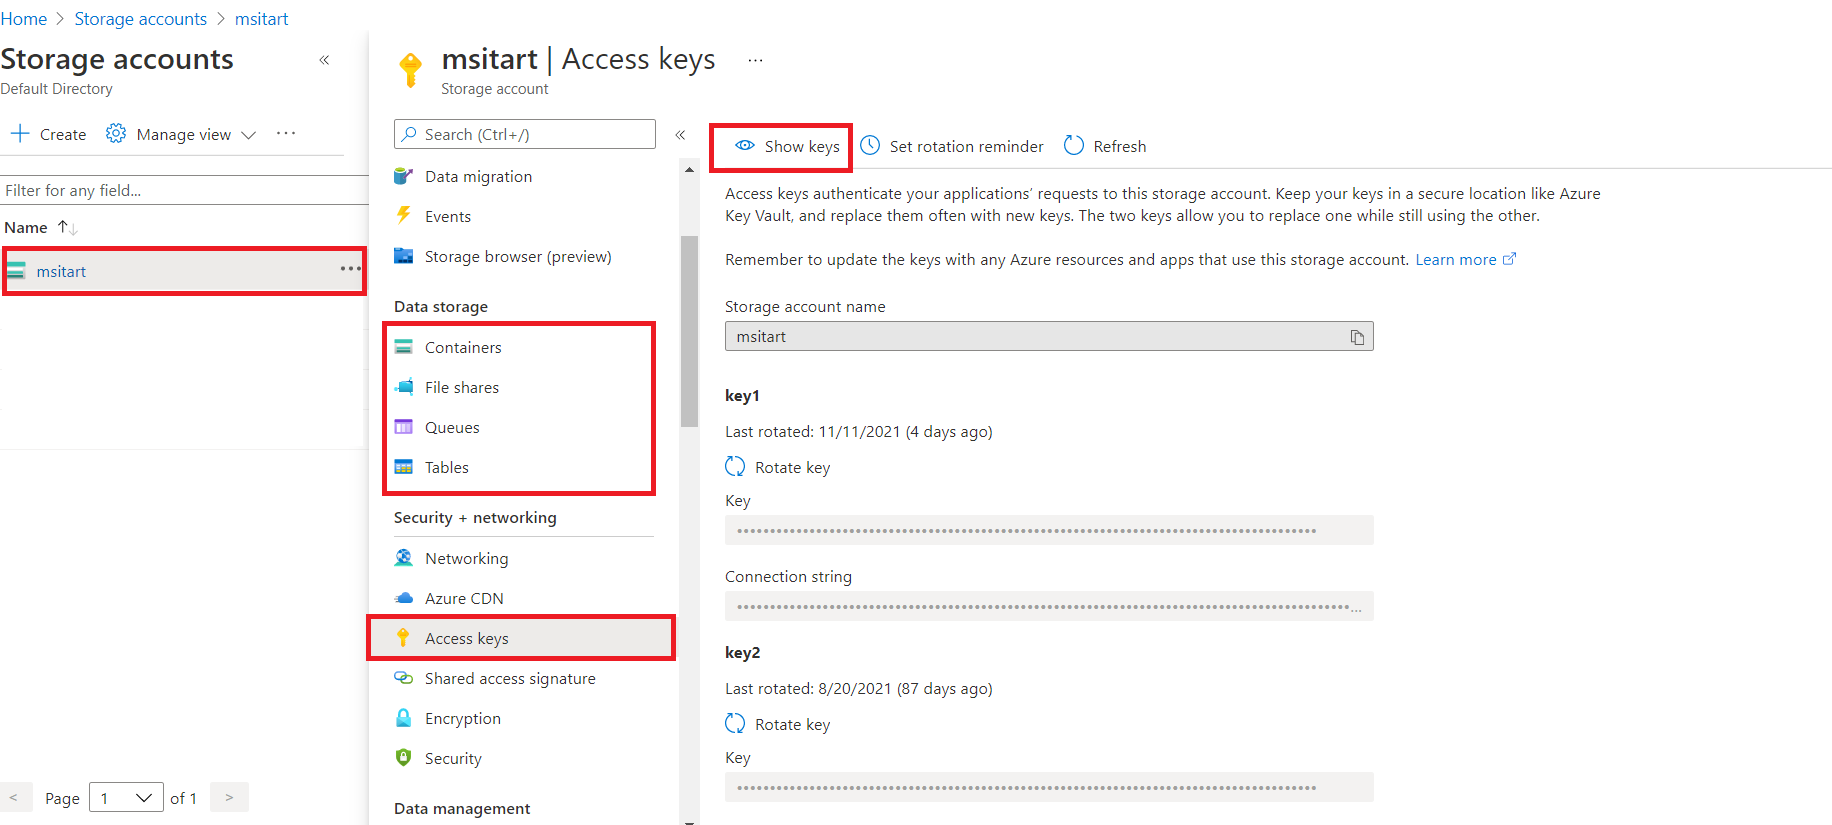 Home > Storage accounts > msitart
Storage accounts «
Default Directory
+ Create Manage view ···
Filter for any field...
Name ↑↓
msitart ···
< Page 1 of 1 >
msitart | Access keys ···
Storage account
Search (Ctrl+/) «
Data migration
Events
Storage browser (preview)
Data storage
Containers
File shares
Queues
Tables
Security + networking
Networking
Azure CDN
Access keys
Shared access signature
Encryption
Security
Data management
Show keys Set rotation reminder Refresh
Access keys authenticate your applications’ requests to this storage account. Keep your keys in a secure location like Azure
Key Vault, and replace them often with new keys. The two keys allow you to replace one while still using the other.
Remember to update the keys with any Azure resources and apps that use this storage account. Learn more
Storage account name
msitart
key1
Last rotated: 11/11/2021 (4 days ago)
Rotate key
Key
Connection string
key2
Last rotated: 8/20/2021 (87 days ago)
Rotate key
Key